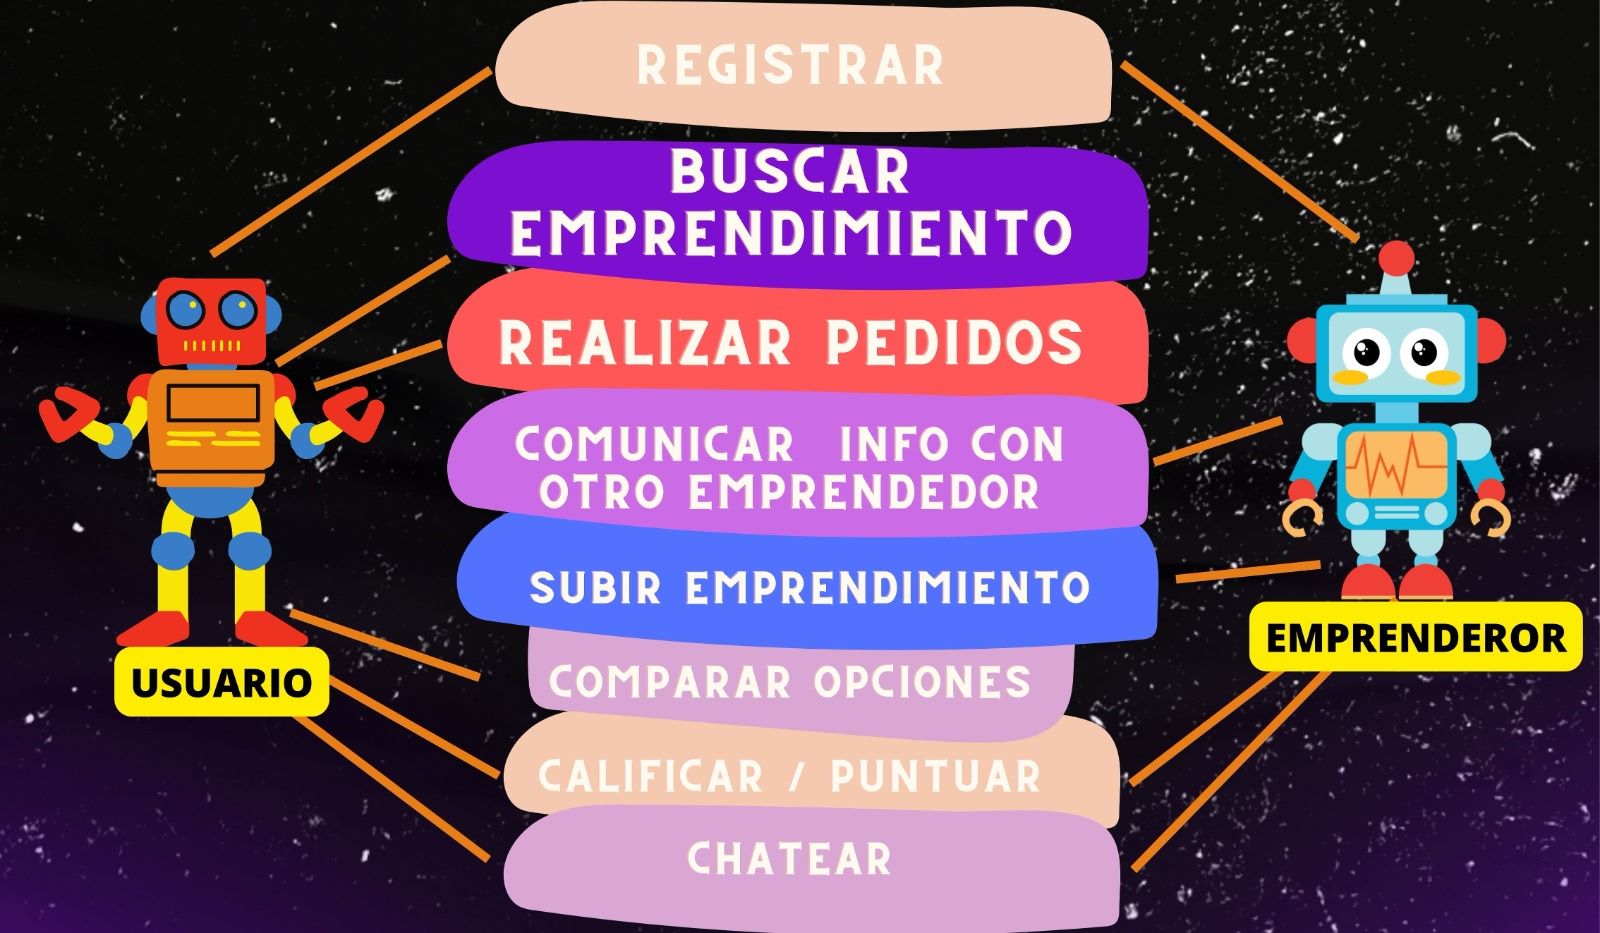 REGISTRAR
BUSCAR
EMPRENDIMIENTO
REALIZAR PEDIDOS
COMUNICAR INFO CON
OTRO EMPRENDEDOR
SUBIR EMPRENDIMIENTO
COMPARAR OPCIONES
CALIFICAR / PUNTUAR
CHATEAR
USUARIO
EMPRENDEROR